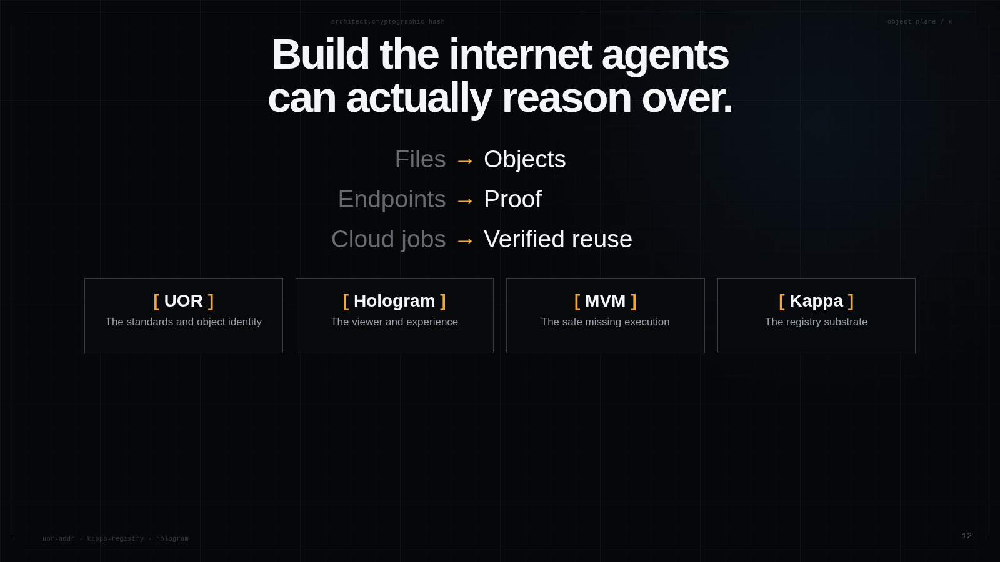 architect.cryptographic hash
object-plane / κ
Build the internet agents
can actually reason over.
Files → Objects
Endpoints → Proof
Cloud jobs → Verified reuse
[ UOR ]
The standards and object identity
[ Hologram ]
The viewer and experience
[ MVM ]
The safe missing execution
[ Kappa ]
The registry substrate
uor-addr · kappa-registry · hologram
12